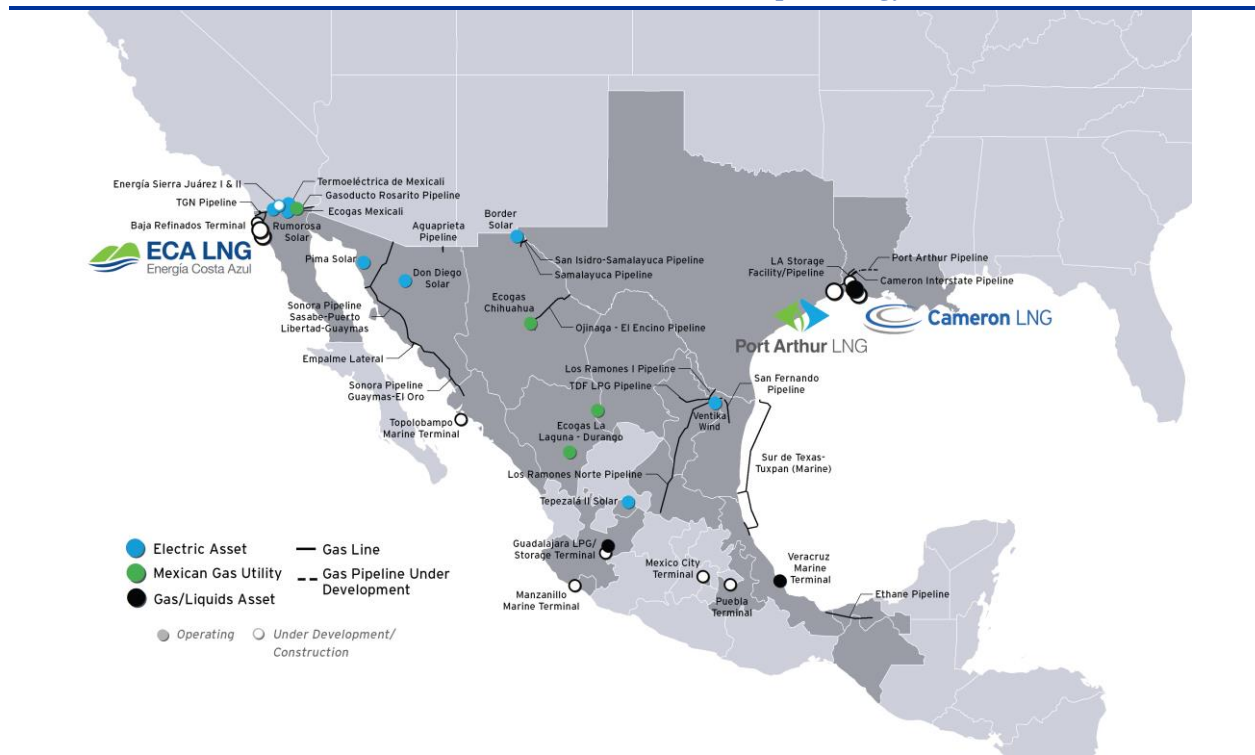 Energía Sierra Juárez I & II
TGN Pipeline
Baja Refinados Terminal
ECA LNG
Energía Costa Azul
Termoeléctrica de Mexicali
Gasoducto Rosarito Pipeline
Ecogas Mexicali
Rumorosa
Solar
Aguaprieta
Pipeline
Pima Solar
Don Diego
Solar
Sonora Pipeline
Sasabe-Puerto
Libertad-Guaymas
Empalme Lateral
Sonora Pipeline
Guaymas-El Oro
Topolobampo
Marine Terminal
Border
Solar
San Isidro-Samalayuca Pipeline
Samalayuca Pipeline
Ecogas
Chihuahua
Ojinaga - El Encino Pipeline
LA Storage
Facility/Pipeline
Port Arthur Pipeline
Cameron Interstate Pipeline
Port Arthur LNG
Cameron LNG
Los Ramones I Pipeline
TDF LPG Pipeline
San Fernando
Pipeline
Ventika
Wind
Ecogas La
Laguna - Durango
Sur de Texas-
Tuxpan (Marine)
Los Ramones Norte Pipeline
Tepezalá II Solar
Guadalajara LPG/
Storage Terminal
Manzanillo
Marine Terminal
Mexico City
Terminal
Puebla
Terminal
Veracruz
Marine
Terminal
Ethane Pipeline
Electric Asset
Mexican Gas Utility
Gas/Liquids Asset
Gas Line
Gas Pipeline Under
Development
Operating
Under Development/
Construction